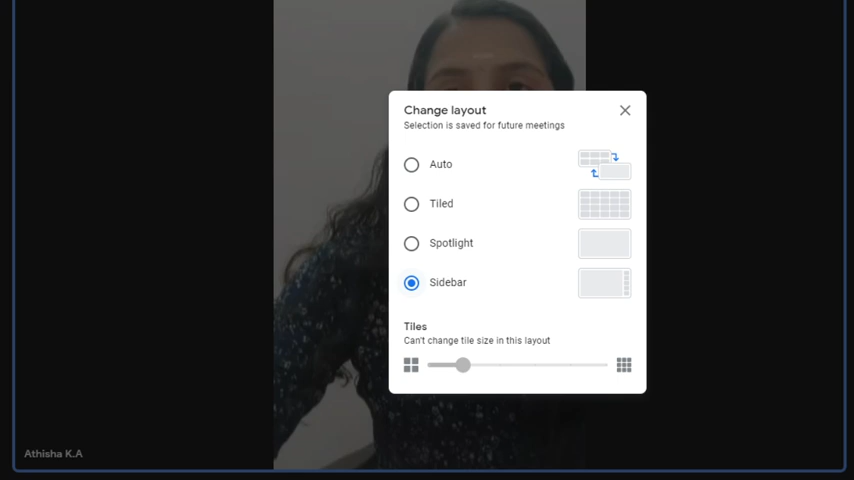 Change layout
Selection is saved for future meetings
Auto
Tiled
Spotlight
Sidebar
Tiles
Can't change tile size in this layout
Athisha K.A